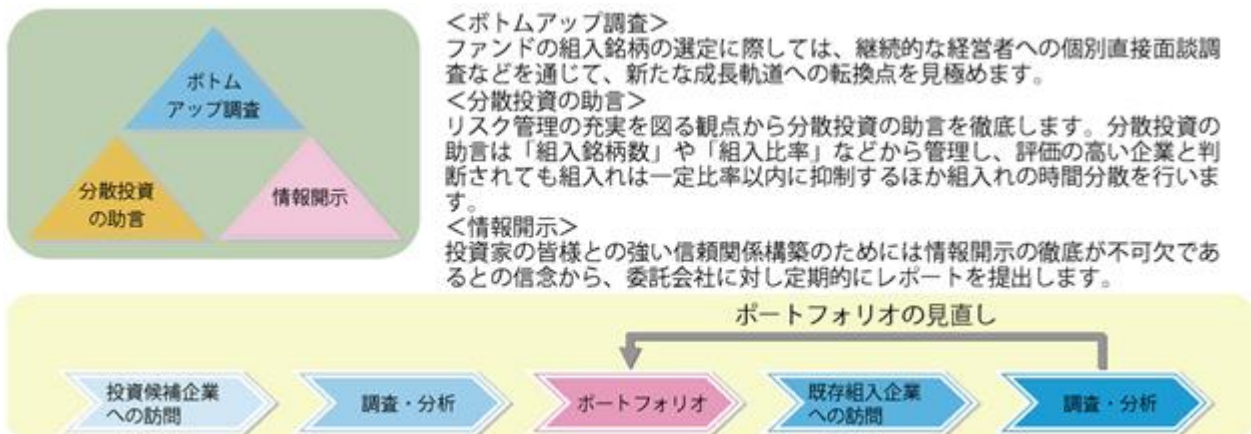 ボトム
アップ調査
分散投資
の助言
情報開示
＜ボトムアップ調査＞
ファンドの組入銘柄の選定に際しては、継続的な経営者への個別直接面談調
査などを通じて、新たな成長軌道への転換点を見極めます。
＜分散投資の助言＞
リスク管理の充実を図る観点から分散投資の助言を徹底します。分散投資の
助言は「組入銘柄数」や「組入比率」などから管理し、評価の高い企業と判
断されても組入れは一定比率以内に抑制するほか組入れの時間分散を行いま
す。
＜情報開示＞
投資家の皆様との強い信頼関係構築のためには情報開示の徹底が不可欠であ
るとの信念から、委託会社に対し定期的にレポートを提出します。
ポートフォリオの見直し
投資候補企業
への訪問
調査・分析
ポートフォリオ
既存組入企業
への訪問
調査・分析